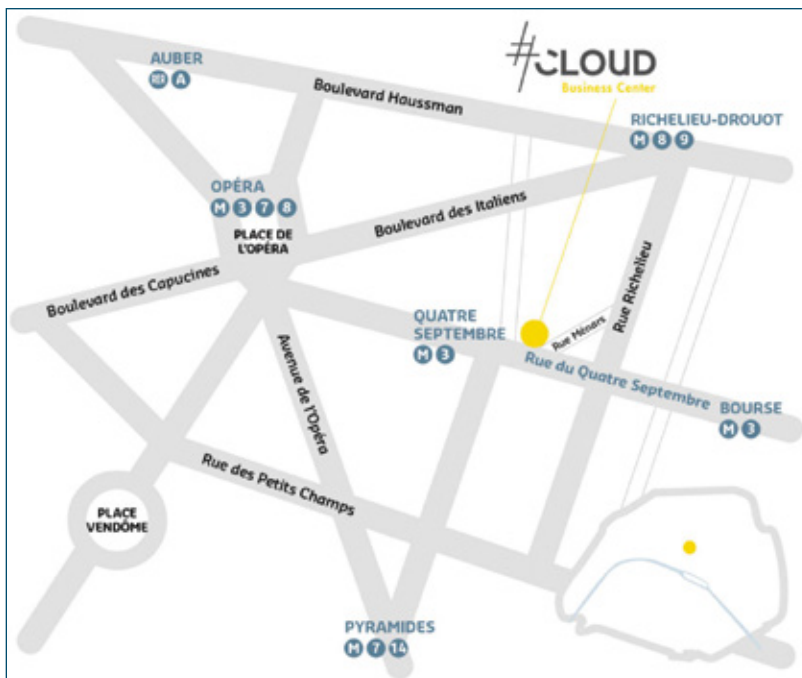 #CLOUD
Business Center
AUBER
RER A
Boulevard Haussman
RICHELIEU-DROUOT
M 8 9
OPÉRA
M 3 7 8
PLACE DE
L'OPÉRA
Boulevard des Italiens
Boulevard des Capucines
QUATRE
SEPTEMBRE
M 3
Rue Ménars
Rue Richelieu
Rue du Quatre Septembre
BOURSE
M 3
Avenue de l'Opéra
Rue des Petits Champs
PLACE
VENDÔME
PYRAMIDES
M 7 14